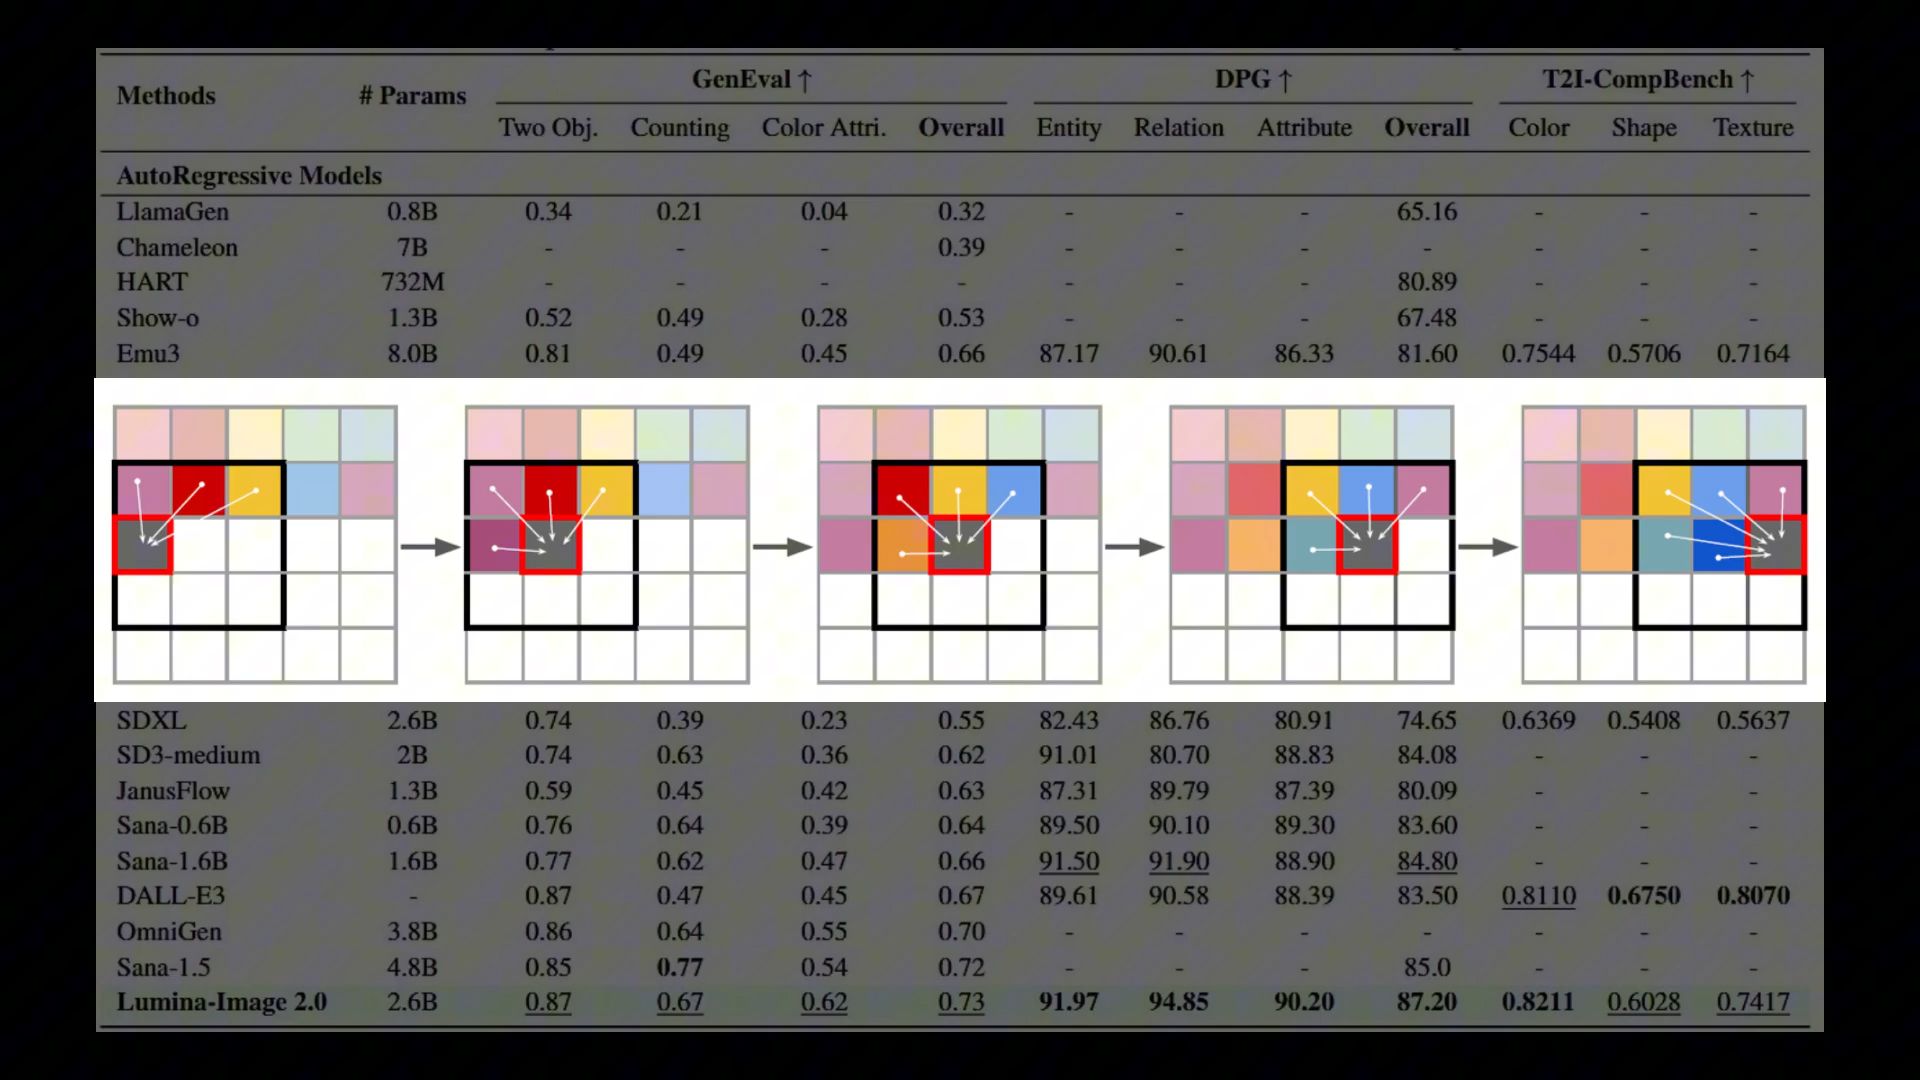 GenEval ↑ DPG ↑ T2I-CompBench ↑
Methods # Params
Two Obj. Counting Color Attri. Overall Entity Relation Attribute Overall Color Shape Texture
AutoRegressive Models
LlamaGen 0.8B 0.34 0.21 0.04 0.32 - - - 65.16 - - -
Chameleon 7B - - - 0.39 - - - - - - -
HART 732M - - - - - - - 80.89 - - -
Show-o 1.3B 0.52 0.49 0.28 0.53 - - - 67.48 - - -
Emu3 8.0B 0.81 0.49 0.45 0.66 87.17 90.61 86.33 81.60 0.7544 0.5706 0.7164
SDXL 2.6B 0.74 0.39 0.23 0.55 82.43 86.76 80.91 74.65 0.6369 0.5408 0.5637
SD3-medium 2B 0.74 0.63 0.36 0.62 91.01 80.70 88.83 84.08 - - -
JanusFlow 1.3B 0.59 0.45 0.42 0.63 87.31 89.79 87.39 80.09 - - -
Sana-0.6B 0.6B 0.76 0.64 0.39 0.64 89.50 90.10 89.30 83.60 - - -
Sana-1.6B 1.6B 0.77 0.62 0.47 0.66 91.50 91.90 88.90 84.80 - - -
DALL-E3 - 0.87 0.47 0.45 0.67 89.61 90.58 88.39 83.50 0.8110 0.6750 0.8070
OmniGen 3.8B 0.86 0.64 0.55 0.70 - - - - - - -
Sana-1.5 4.8B 0.85 0.77 0.54 0.72 - - - 85.0 - - -
Lumina-Image 2.0 2.6B 0.87 0.67 0.62 0.73 91.97 94.85 90.20 87.20 0.8211 0.6028 0.7417